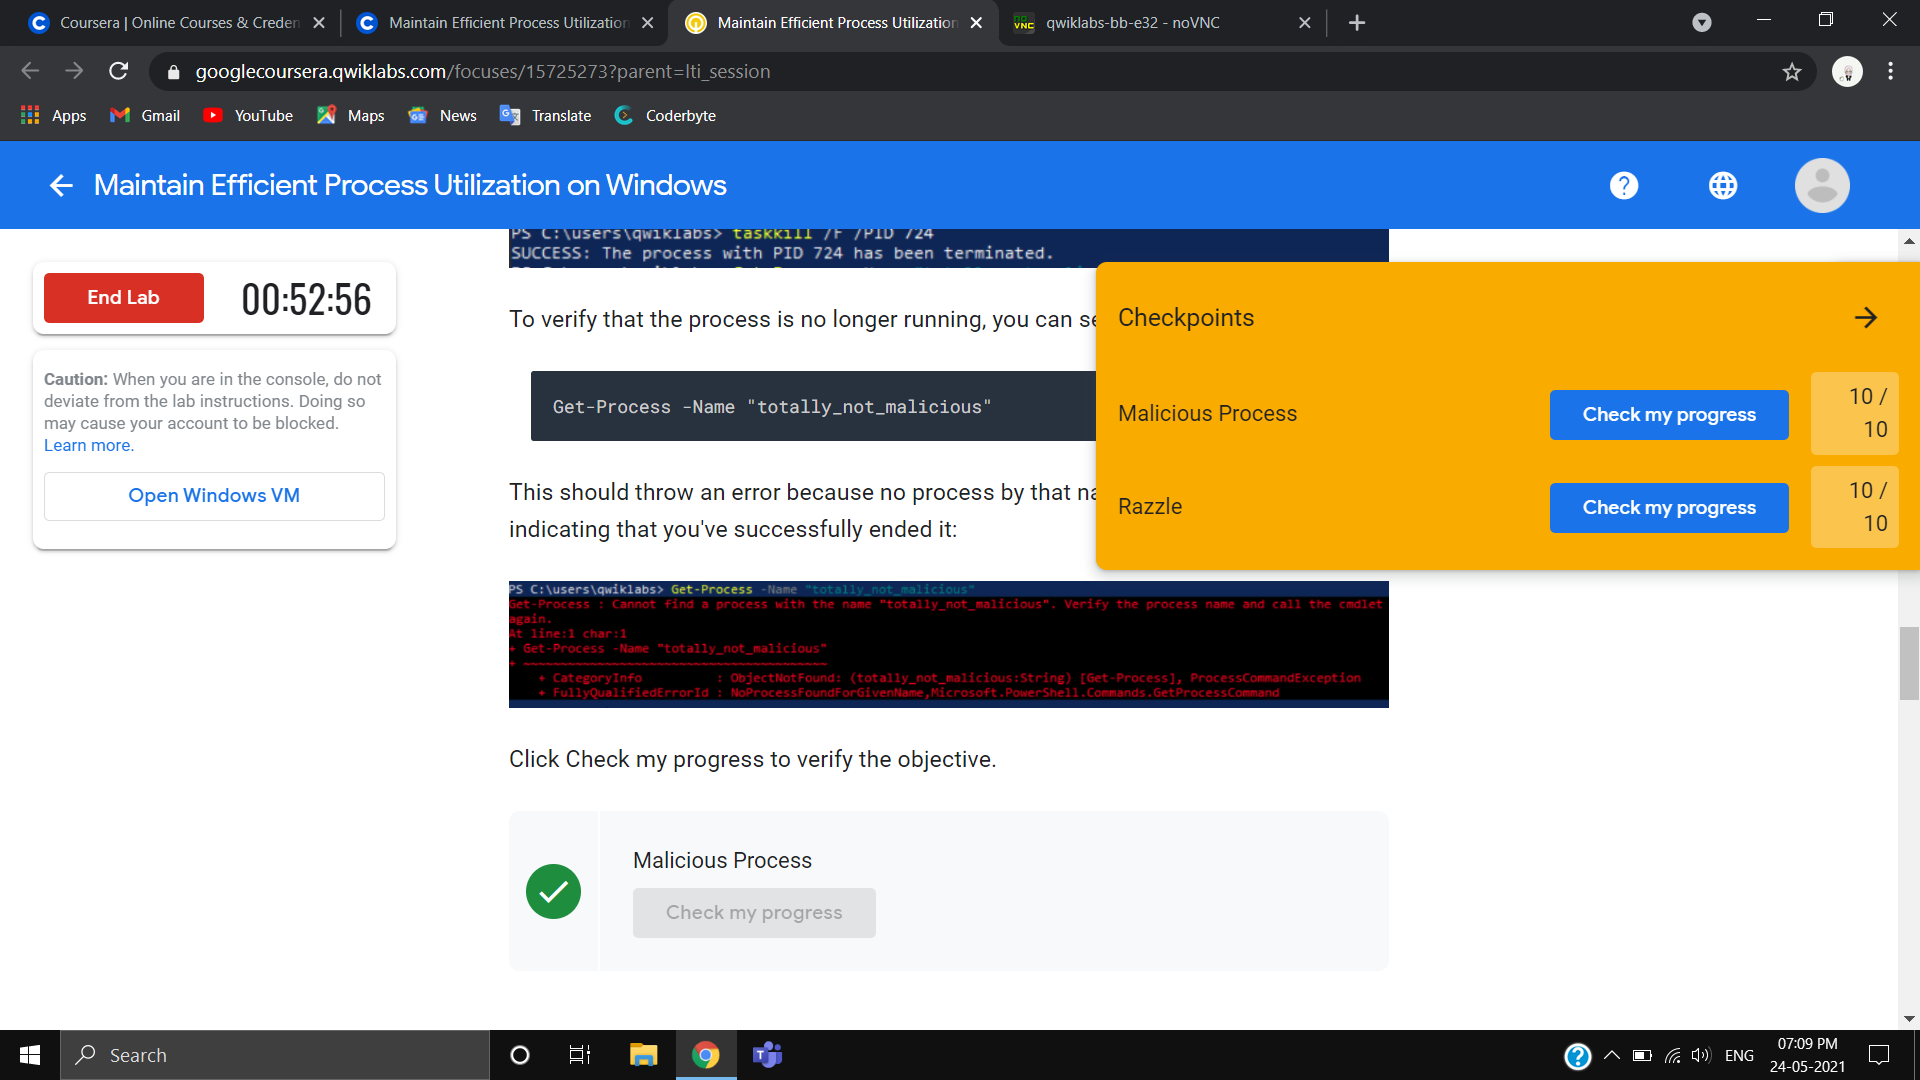 Coursera | Online Courses & Creden
Maintain Efficient Process Utilization
Maintain Efficient Process Utilization
qwiklabs-bb-e32 - noVNC
googlecoursera.qwiklabs.com/focuses/15725273?parent=lti_session
Apps
Gmail
YouTube
Maps
News
Translate
Coderbyte
Maintain Efficient Process Utilization on Windows
End Lab
00:52:56
Caution: When you are in the console, do not
deviate from the lab instructions. Doing so
may cause your account to be blocked.
Learn more.
Open Windows VM
PS C:\users\qwiklabs> taskkill /F /PID 724
SUCCESS: The process with PID 724 has been terminated.
To verify that the process is no longer running, you can se
Get-Process -Name "totally_not_malicious"
This should throw an error because no process by that na
indicating that you've successfully ended it:
PS C:\users\qwiklabs> Get-Process -Name "totally_not_malicious"
Get-Process : Cannot find a process with the name "totally_not_malicious". Verify the process name and call the cmdlet
again.
At line:1 char:1
+ Get-Process -Name "totally_not_malicious"
+ ~~~~~~~~~~~~~~~~~~~~~~~~~~~~~~~~~~~~~~~~~
+ CategoryInfo : ObjectNotFound: (totally_not_malicious:String) [Get-Process], ProcessCommandException
+ FullyQualifiedErrorId : NoProcessFoundForGivenName,Microsoft.PowerShell.Commands.GetProcessCommand
Click Check my progress to verify the objective.
Malicious Process
Check my progress
Checkpoints
Malicious Process
Check my progress
10 /
10
Razzle
Check my progress
10 /
10
Search
ENG
07:09 PM
24-05-2021